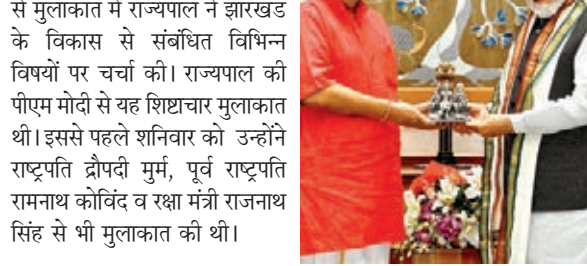 से मुलाकात में राज्यपाल ने झारखंड
के विकास से संबंधित विभिन्न
विषयों पर चर्चा की। राज्यपाल की
पीएम मोदी से यह शिष्टाचार मुलाकात
थी। इससे पहले शनिवार को उन्होंने
राष्ट्रपति द्रौपदी मुर्मु, पूर्व राष्ट्रपति
रामनाथ कोविंद व रक्षा मंत्री राजनाथ
सिंह से भी मुलाकात की थी।